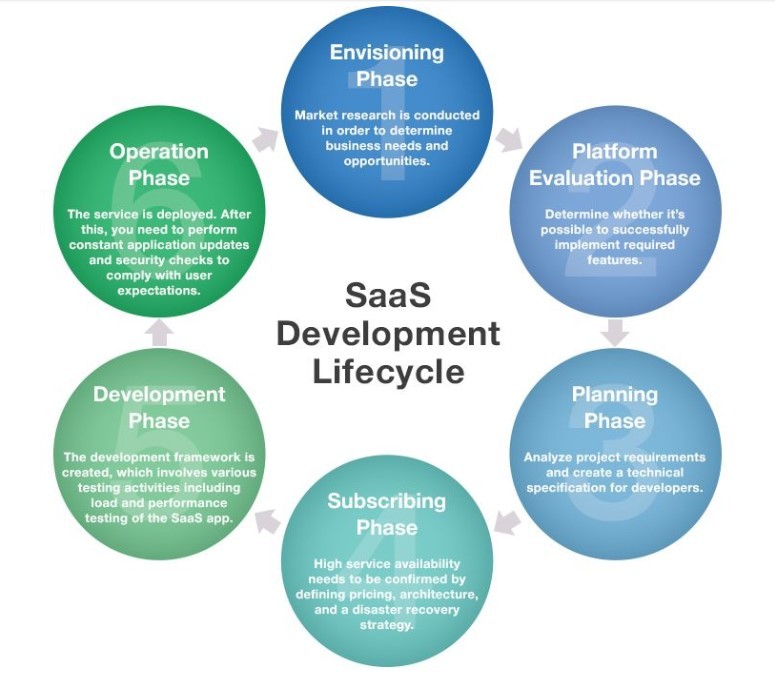 1
Envisioning
Phase
Market research is conducted
in order to determine
business needs and
opportunities.
2
Platform
Evaluation Phase
Determine whether it's
possible to successfully
implement required
features.
3
Planning
Phase
Analyze project requirements
and create a technical
specification for developers.
4
Subscribing
Phase
High service availability
needs to be confirmed by
defining pricing, architecture,
and a disaster recovery
strategy.
5
Development
Phase
The development framework is
created, which involves various
testing activities including
load and performance
testing of the SaaS app.
6
Operation
Phase
The service is deployed. After
this, you need to perform
constant application updates
and security checks to
comply with user
expectations.
SaaS
Development
Lifecycle